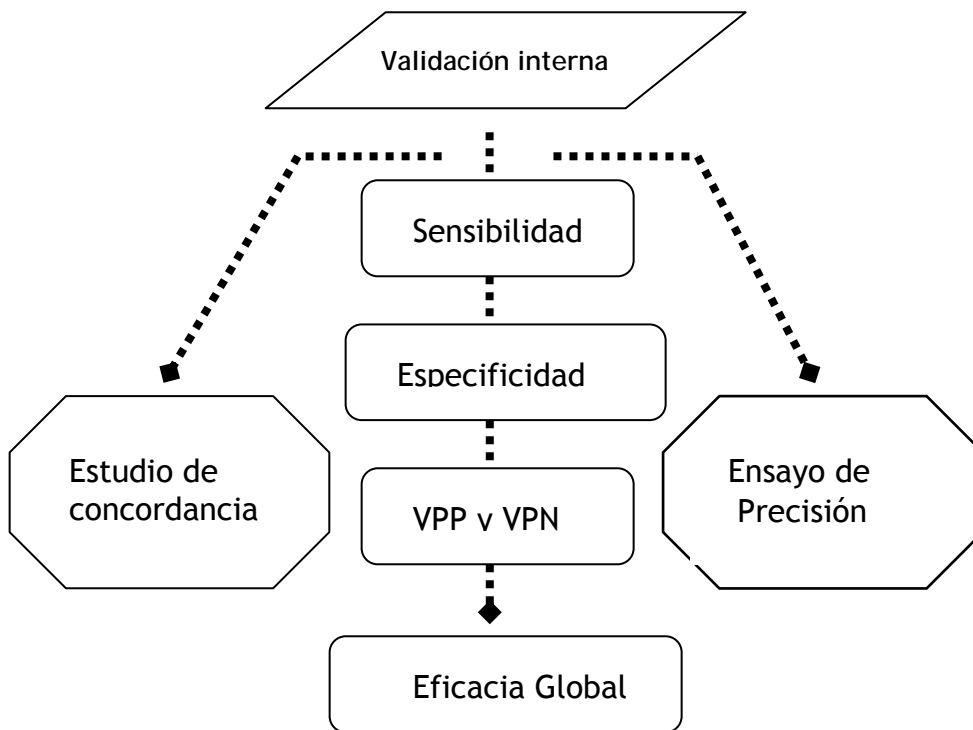 Validación interna
Sensibilidad
Especificidad
Estudio de
concordancia
VPP y VPN
Ensayo de
Precisión
Eficacia Global